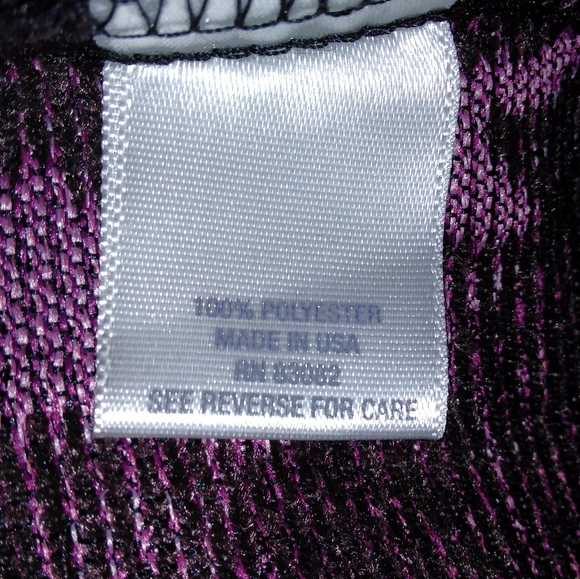 100% POLYESTER
MADE IN USA
RN
SEE REVERSE FOR CARE